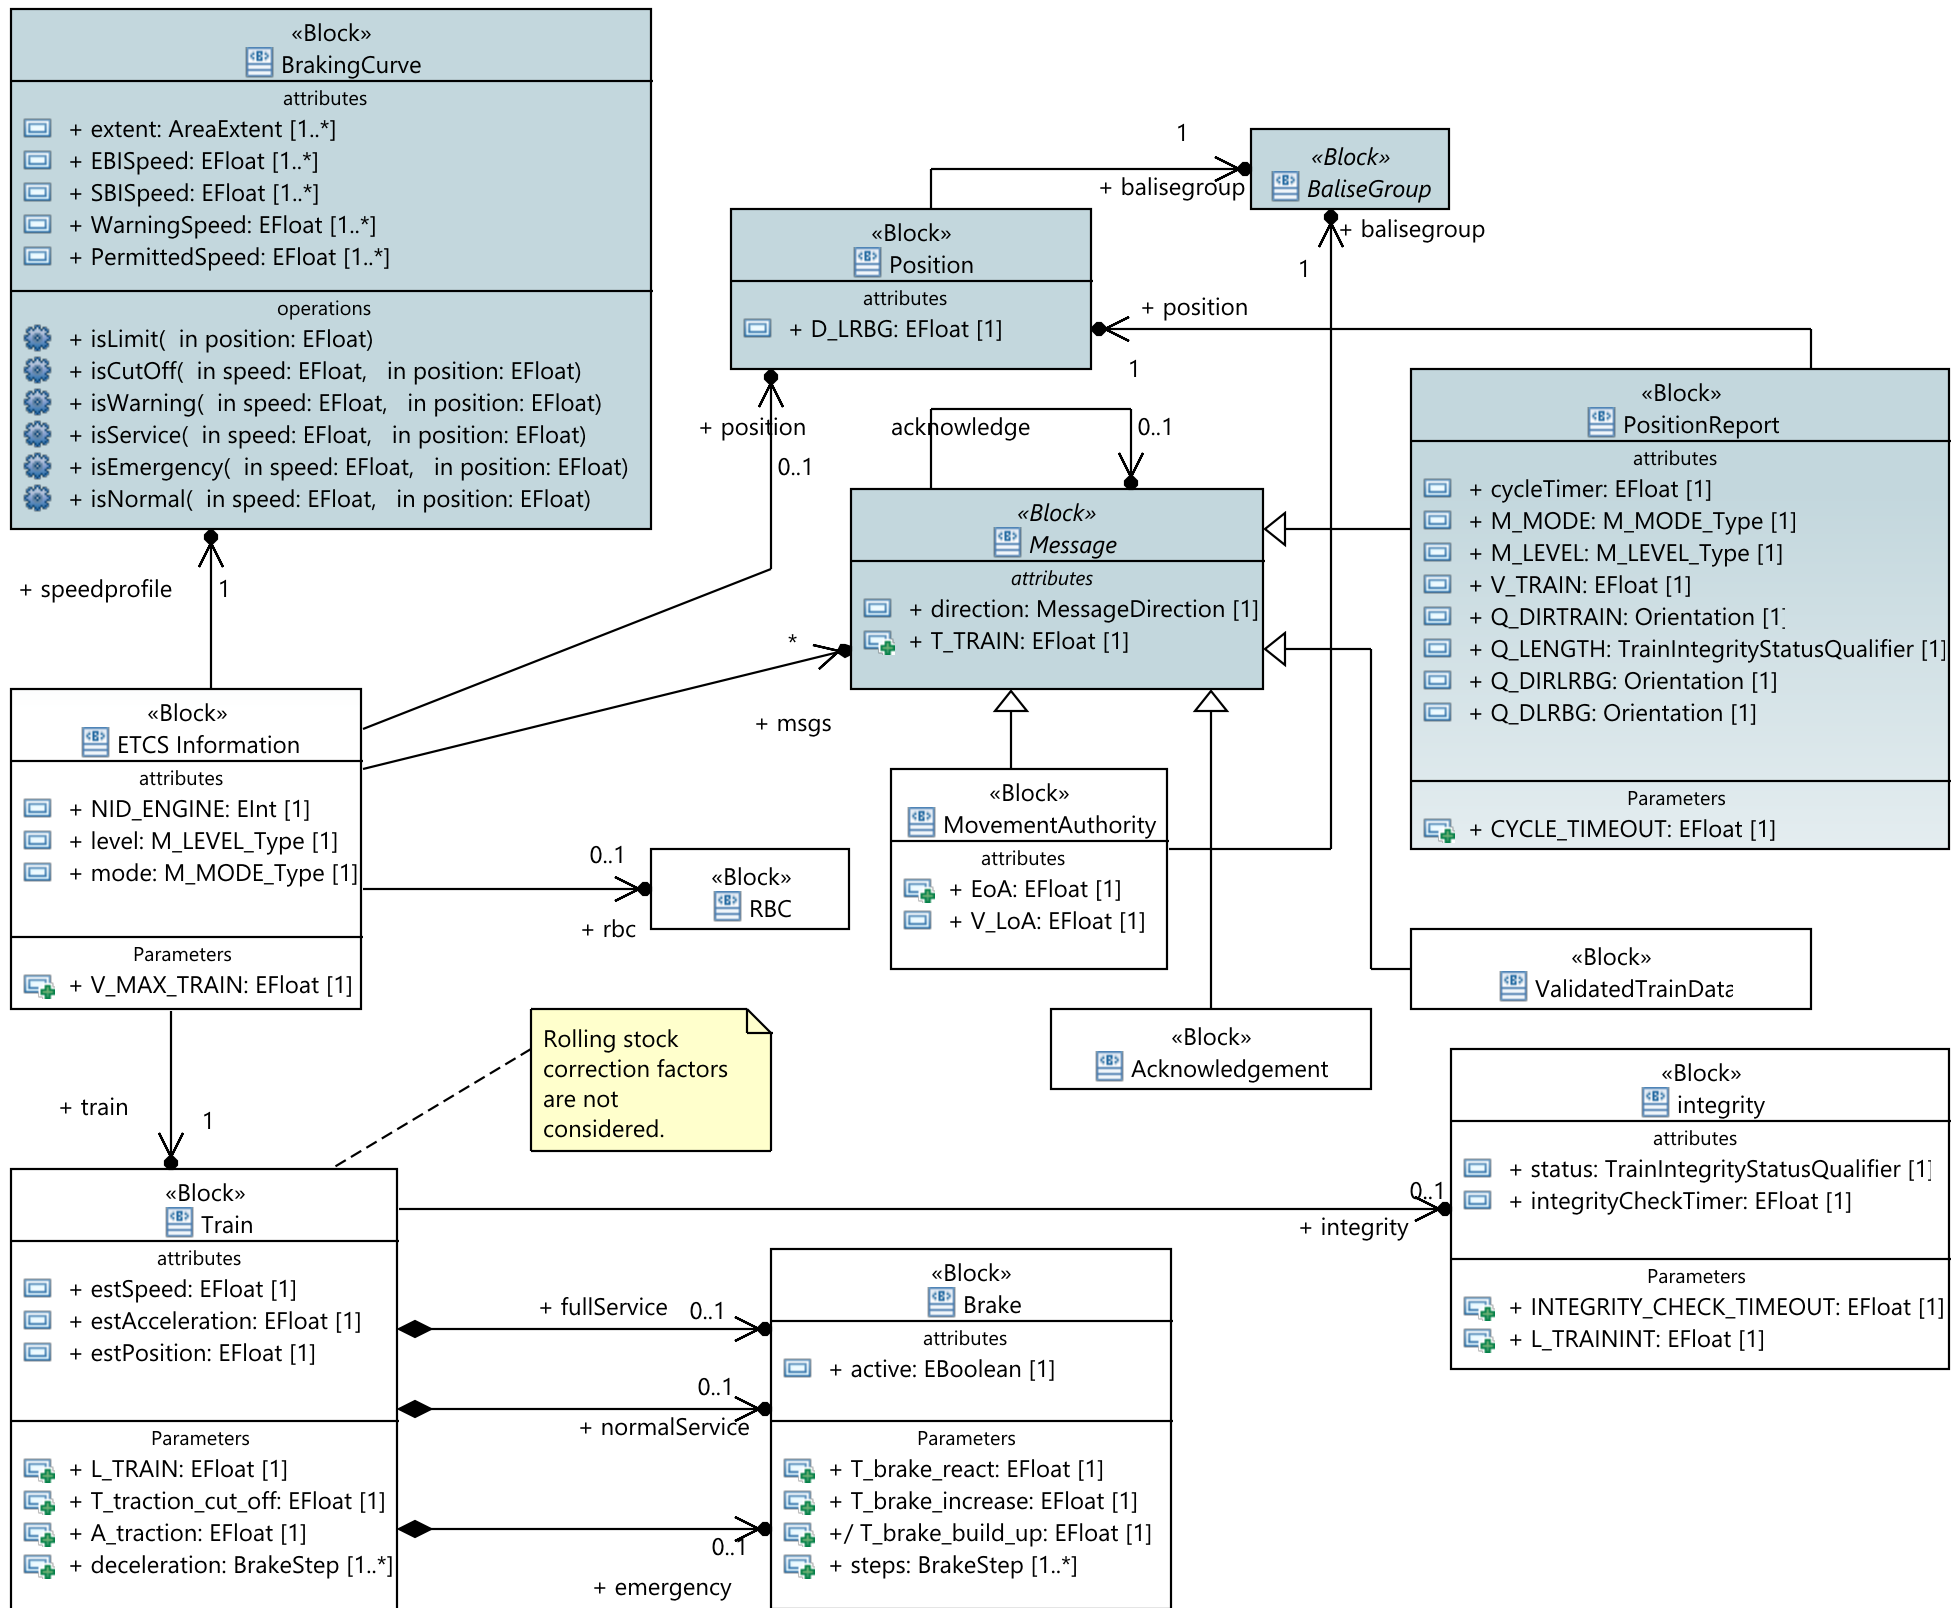 «Block»
BrakingCurve
attributes
+ extent: AreaExtent [1..*]
+ EBISpeed: EFloat [1..*]
+ SBISpeed: EFloat [1..*]
+ WarningSpeed: EFloat [1..*]
+ PermittedSpeed: EFloat [1..*]
operations
+ isLimit(  in position: EFloat)
+ isCutOff(  in speed: EFloat,   in position: EFloat)
+ isWarning(  in speed: EFloat,   in position: EFloat)
+ isService(  in speed: EFloat,   in position: EFloat)
+ isEmergency(  in speed: EFloat,   in position: EFloat)
+ isNormal(  in speed: EFloat,   in position: EFloat)
+ speedprofile
1
«Block»
BaliseGroup
1
+ balisegroup
+ balisegroup
1
«Block»
Position
attributes
+ D_LRBG: EFloat [1]
+ position
1
+ position
0..1
acknowledge
0..1
«Block»
Message
attributes
+ direction: MessageDirection [1]
+ T_TRAIN: EFloat [1]
*
+ msgs
«Block»
PositionReport
attributes
+ cycleTimer: EFloat [1]
+ M_MODE: M_MODE_Type [1]
+ M_LEVEL: M_LEVEL_Type [1]
+ V_TRAIN: EFloat [1]
+ Q_DIRTRAIN: Orientation [1]
+ Q_LENGTH: TrainIntegrityStatusQualifier [1]
+ Q_DIRLRBG: Orientation [1]
+ Q_DLRBG: Orientation [1]
Parameters
+ CYCLE_TIMEOUT: EFloat [1]
«Block»
ETCS Information
attributes
+ NID_ENGINE: EInt [1]
+ level: M_LEVEL_Type [1]
+ mode: M_MODE_Type [1]
Parameters
+ V_MAX_TRAIN: EFloat [1]
0..1
+ rbc
«Block»
RBC
«Block»
MovementAuthority
attributes
+ EoA: EFloat [1]
+ V_LoA: EFloat [1]
«Block»
ValidatedTrainData
«Block»
Acknowledgement
Rolling stock
correction factors
are not
considered.
+ train
1
«Block»
integrity
attributes
+ status: TrainIntegrityStatusQualifier [1]
+ integrityCheckTimer: EFloat [1]
Parameters
+ INTEGRITY_CHECK_TIMEOUT: EFloat [1]
+ L_TRAININT: EFloat [1]
0..1
+ integrity
«Block»
Train
attributes
+ estSpeed: EFloat [1]
+ estAcceleration: EFloat [1]
+ estPosition: EFloat [1]
Parameters
+ L_TRAIN: EFloat [1]
+ T_traction_cut_off: EFloat [1]
+ A_traction: EFloat [1]
+ deceleration: BrakeStep [1..*]
+ fullService
0..1
0..1
+ normalService
0..1
+ emergency
«Block»
Brake
attributes
+ active: EBoolean [1]
Parameters
+ T_brake_react: EFloat [1]
+ T_brake_increase: EFloat [1]
+/ T_brake_build_up: EFloat [1]
+ steps: BrakeStep [1..*]